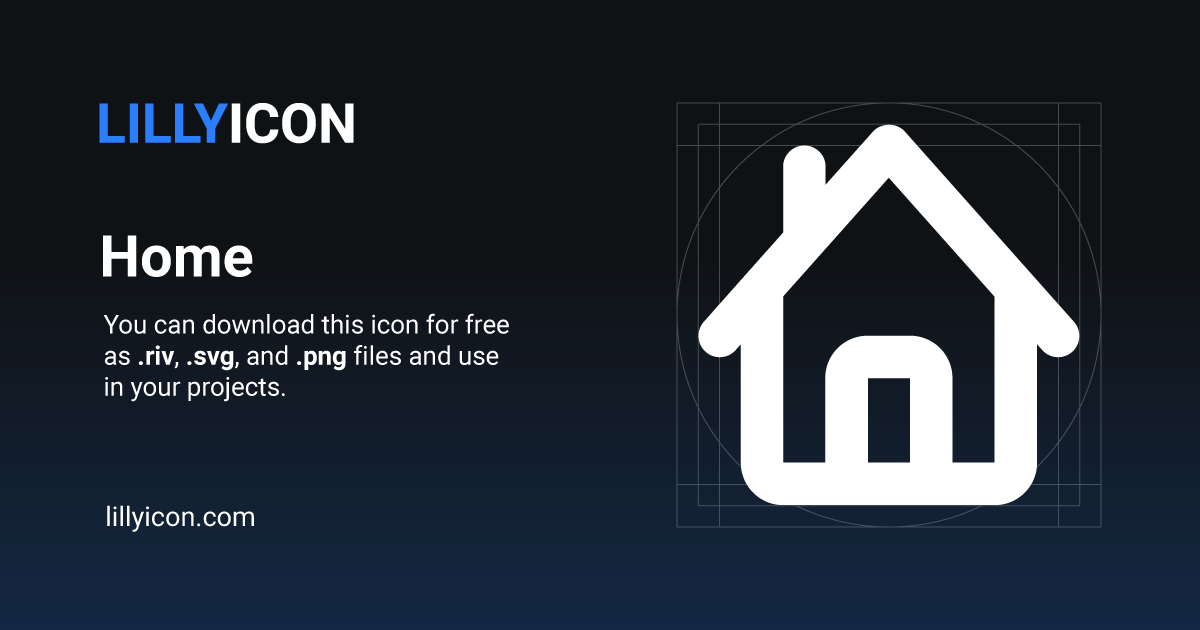 LILLYICON
Home
You can download this icon for free
as .riv, .svg, and .png files and use
in your projects.
lillyicon.com